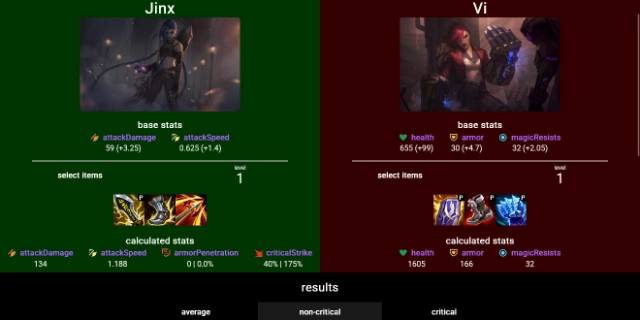 Jinx
base stats
attackDamage attackSpeed
59 (+3.25) 0.625 (+1.4)
select items
level
1
P P
calculated stats
attackDamage attackSpeed armorPenetration criticalStrike
134 1.188 0 | 0.0% 40% | 175%
Vi
base stats
health armor magicResists
655 (+99) 30 (+4.7) 32 (+2.05)
select items
level
1
P P P
calculated stats
health armor magicResists
1605 166 32
results
average non-critical critical